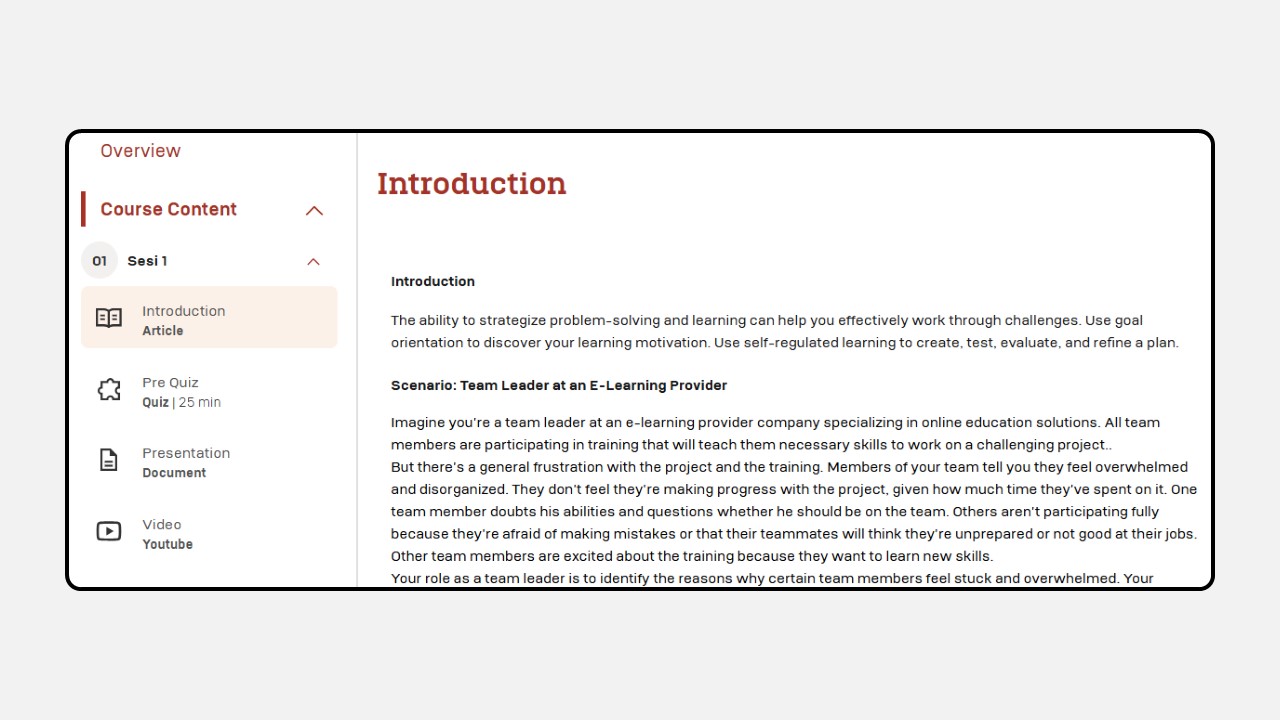 Overview
Course Content
01 Sesi 1
Introduction
Article
Pre Quiz
Quiz | 25 min
Presentation
Document
Video
Youtube
Introduction
Introduction
The ability to strategize problem-solving and learning can help you effectively work through challenges. Use goal
orientation to discover your learning motivation. Use self-regulated learning to create, test, evaluate, and refine a plan.
Scenario: Team Leader at an E-Learning Provider
Imagine you're a team leader at an e-learning provider company specializing in online education solutions. All team
members are participating in training that will teach them necessary skills to work on a challenging project..
But there's a general frustration with the project and the training. Members of your team tell you they feel overwhelmed
and disorganized. They don't feel they're making progress with the project, given how much time they've spent on it. One
team member doubts his abilities and questions whether he should be on the team. Others aren't participating fully
because they're afraid of making mistakes or that their teammates will think they're unprepared or not good at their jobs.
Other team members are excited about the training because they want to learn new skills.
Your role as a team leader is to identify the reasons why certain team members feel stuck and overwhelmed. Your